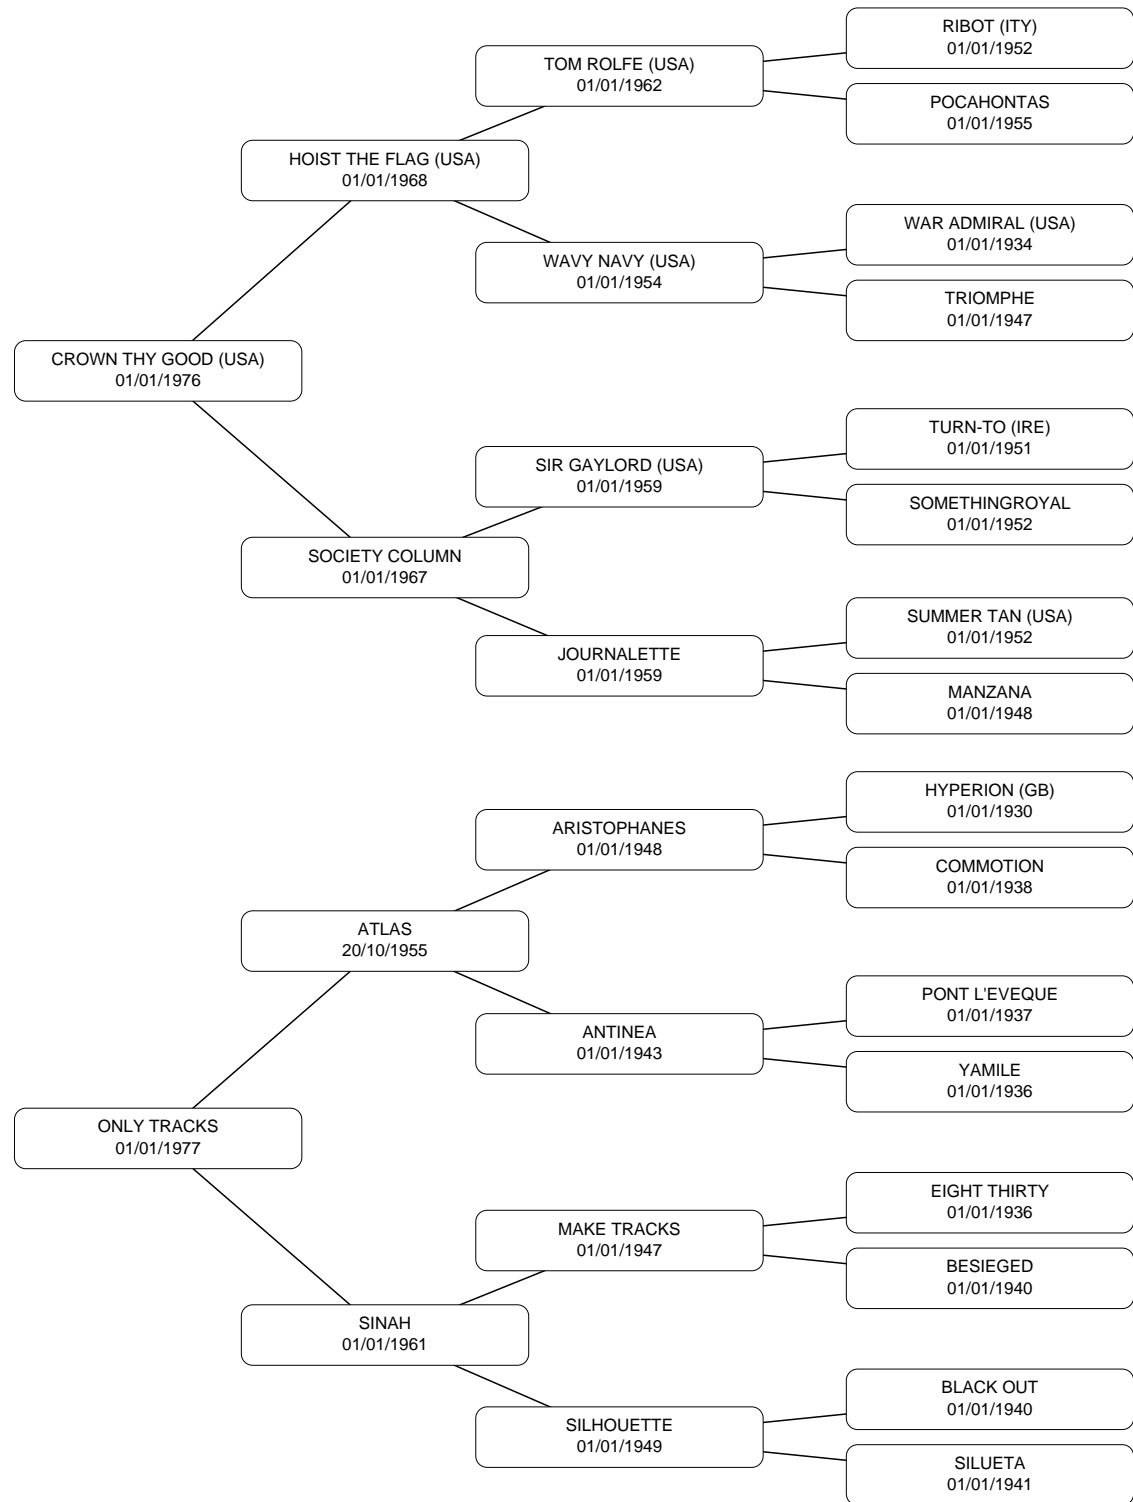 RIBOT (ITY)
01/01/1952
TOM ROLFE (USA)
01/01/1962
POCAHONTAS
01/01/1955
HOIST THE FLAG (USA)
01/01/1968
WAR ADMIRAL (USA)
01/01/1934
WAVY NAVY (USA)
01/01/1954
TRIOMPHE
01/01/1947
CROWN THY GOOD (USA)
01/01/1976
TURN-TO (IRE)
01/01/1951
SIR GAYLORD (USA)
01/01/1959
SOMETHINGROYAL
01/01/1952
SOCIETY COLUMN
01/01/1967
SUMMER TAN (USA)
01/01/1952
JOURNALETTE
01/01/1959
MANZANA
01/01/1948
HYPERION (GB)
01/01/1930
ARISTOPHANES
01/01/1948
COMMOTION
01/01/1938
ATLAS
20/10/1955
PONT L'EVEQUE
01/01/1937
ANTINEA
01/01/1943
YAMILE
01/01/1936
ONLY TRACKS
01/01/1977
EIGHT THIRTY
01/01/1936
MAKE TRACKS
01/01/1947
BESIEGED
01/01/1940
SINAH
01/01/1961
BLACK OUT
01/01/1940
SILHOUETTE
01/01/1949
SILUETA
01/01/1941